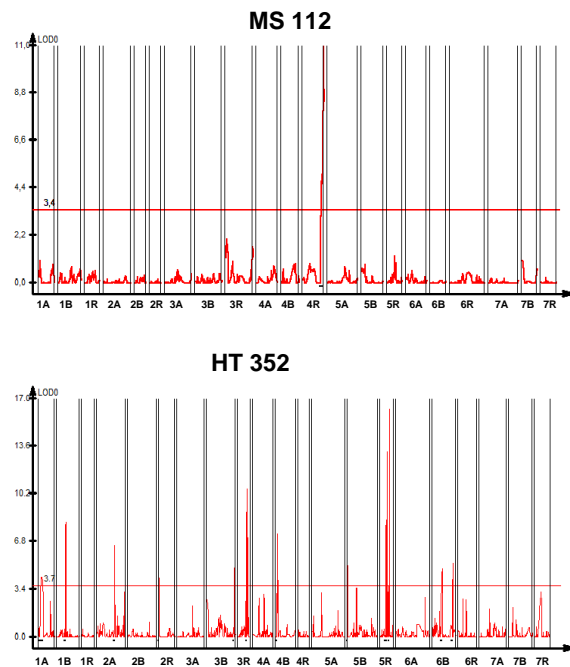 MS 112
LOD0
11,0
8,8
6,6
4,4
3,4
2,2
0,0
1A 1B 1R 2A 2B 2R 3A 3B 3R 4A 4B 4R 5A 5B 5R 6A 6B 6R 7A 7B 7R
HT 352
LOD0
17.0
13.6
10.2
6.8
3.7
3.4
0.0
1A 1B 1R 2A 2B 2R 3A 3B 3R 4A 4B 4R 5A 5B 5R 6A 6B 6R 7A 7B 7R